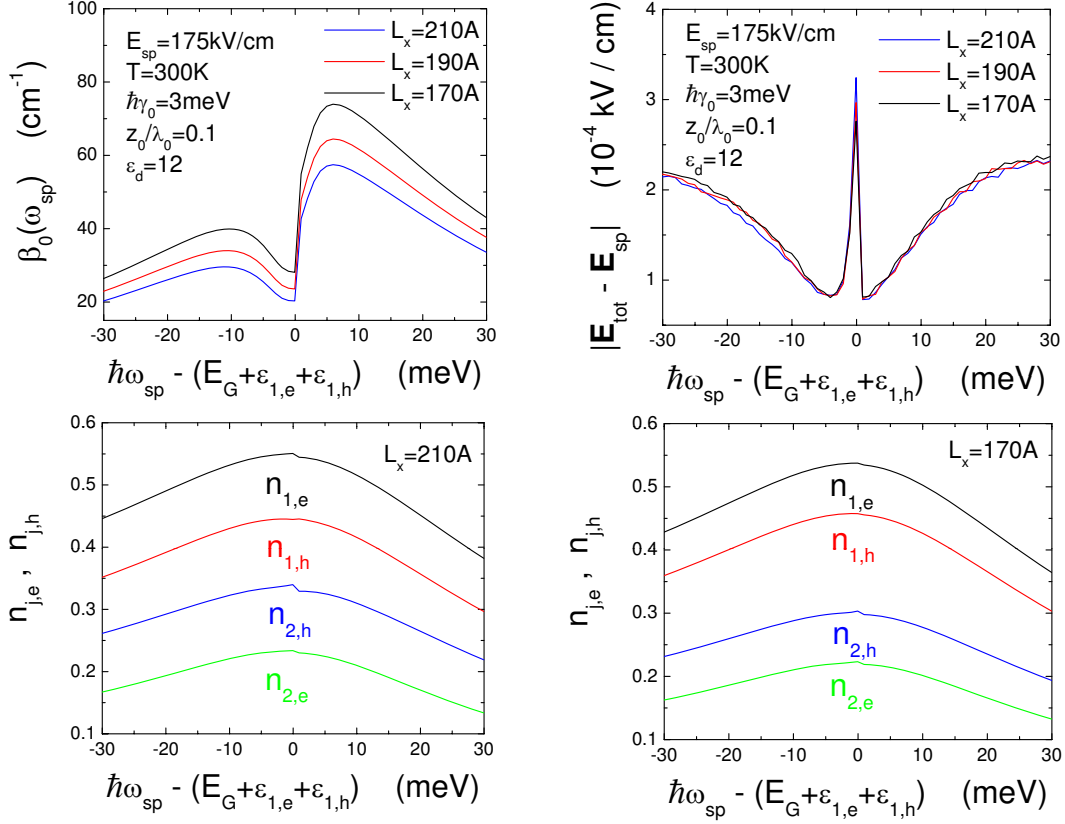 E_sp=175kV/cm
T=300K
ℏγ_0=3meV
z_0/λ_0=0.1
ε_d=12
L_x=210A
L_x=190A
L_x=170A
100
80
60
40
20
β_0(ω_sp) (cm^-1)
-30 -20 -10 0 10 20 30
ℏω_sp - (E_G+ε_1,e+ε_1,h) (meV)
E_sp=175kV/cm
T=300K
ℏγ_0=3meV
z_0/λ_0=0.1
ε_d=12
L_x=210A
L_x=190A
L_x=170A
4
3
2
1
|E_tot - E_sp| (10^-4 kV / cm)
-30 -20 -10 0 10 20 30
ℏω_sp - (E_G+ε_1,e+ε_1,h) (meV)
L_x=210A
n_1,e
n_1,h
n_2,h
n_2,e
0.6
0.5
0.4
0.3
0.2
0.1
n_j,e , n_j,h
-30 -20 -10 0 10 20 30
ℏω_sp - (E_G+ε_1,e+ε_1,h) (meV)
L_x=170A
n_1,e
n_1,h
n_2,h
n_2,e
0.6
0.5
0.4
0.3
0.2
0.1
n_j,e , n_j,h
-30 -20 -10 0 10 20 30
ℏω_sp - (E_G+ε_1,e+ε_1,h) (meV)